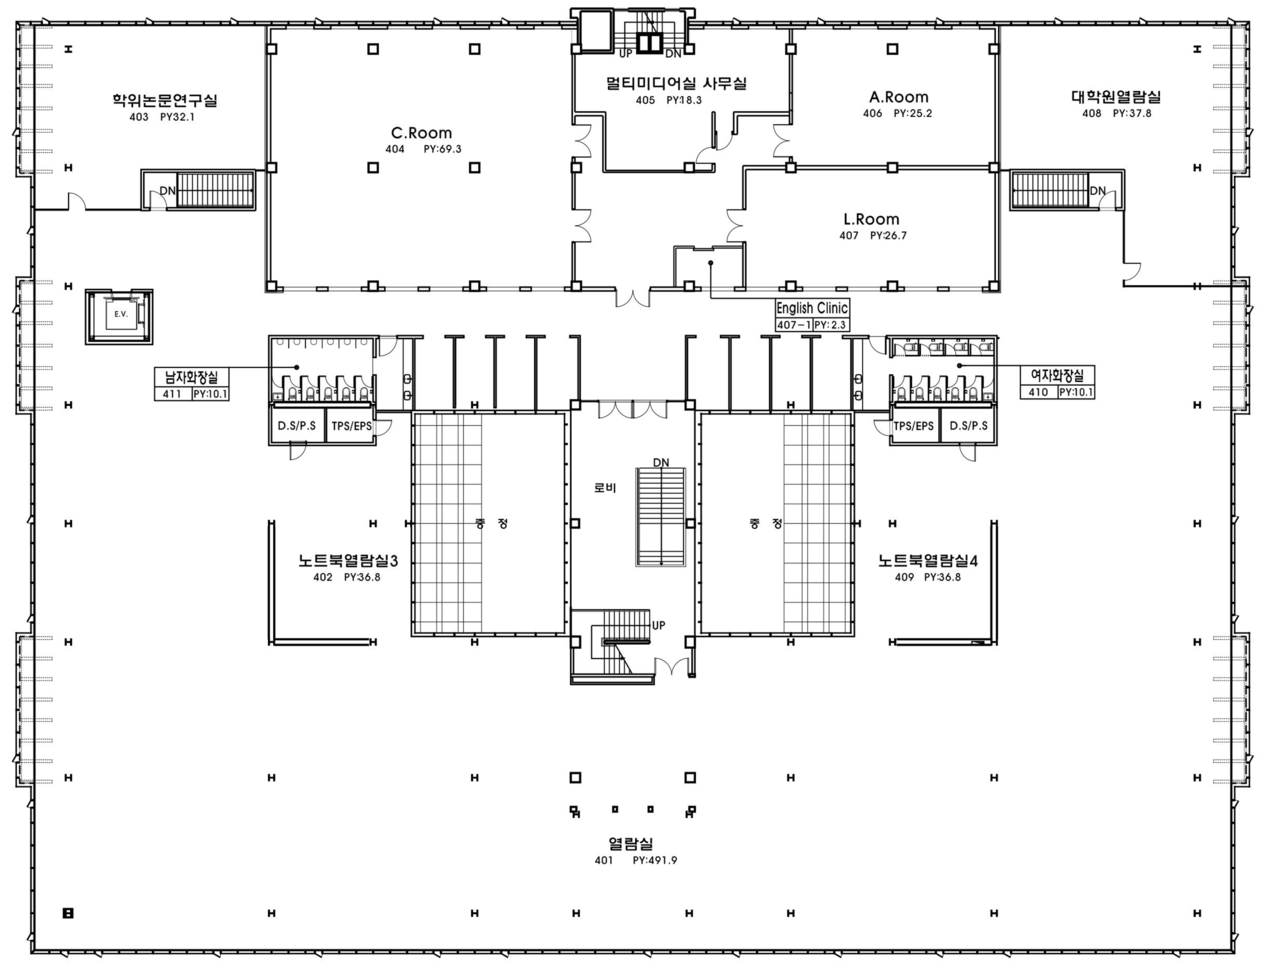 UP
DN
학위논문연구실
403 PY32.1
C.Room
404 PY:69.3
멀티미디어실 사무실
405 PY:18.3
A.Room
406 PY:25.2
대학원열람실
408 PY:37.8
DN
DN
L.Room
407 PY:26.7
E.V.
English Clinic
407-1 PY: 2.3
남자화장실
411 PY:10.1
여자화장실
410 PY:10.1
D.S/P.S
TPS/EPS
TPS/EPS
D.S/P.S
DN
로비
중 정
중 정
노트북열람실3
402 PY:36.8
노트북열람실4
409 PY:36.8
UP
열람실
401 PY:491.9